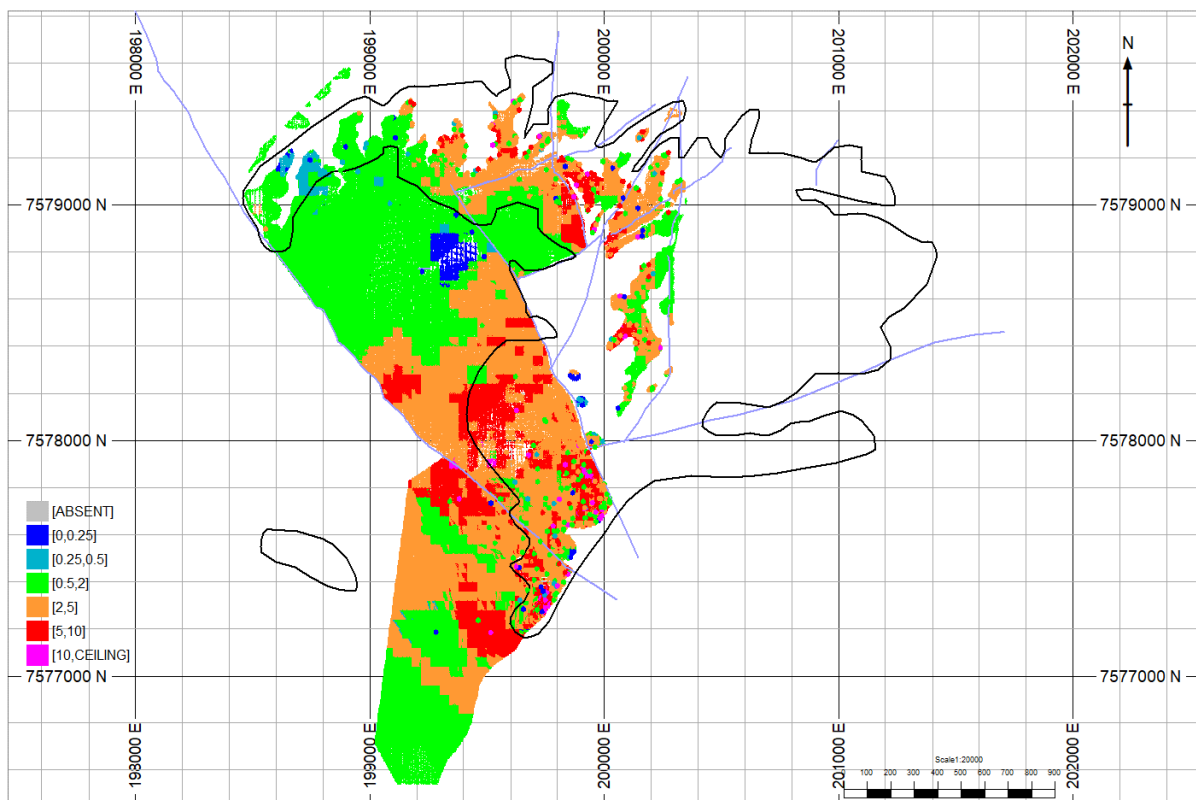 198000 E
199000 E
200000 E
201000 E
202000 E
N
7579000 N
7579000 N
7578000 N
7578000 N
[ABSENT]
[0,0.25]
[0.25,0.5]
[0.5,2]
[2,5]
[5,10]
[10,CEILING]
7577000 N
7577000 N
198000 E
199000 E
200000 E
201000 E
202000 E
Scale1:20000
100 200 300 400 500 600 700 800 900